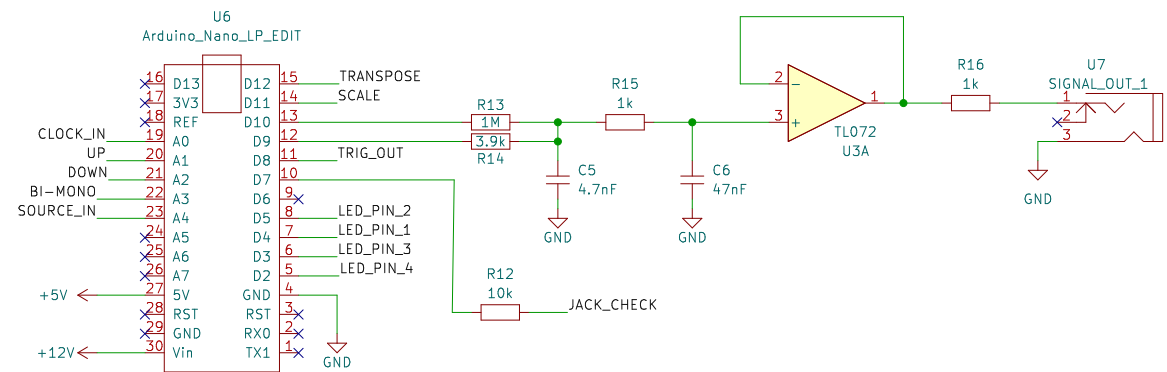 U6
Arduino_Nano_LP_EDIT
16 D13 D12 15 TRANSPOSE
17 3V3 D11 14 SCALE
18 REF D10 13
CLOCK_IN 19 A0 D9 12
UP 20 A1 D8 11 TRIG_OUT
DOWN 21 A2 D7 10
BI-MONO 22 A3 D6 9
SOURCE_IN 23 A4 D5 8 LED_PIN_2
24 A5 D4 7 LED_PIN_1
25 A6 D3 6 LED_PIN_3
26 A7 D2 5 LED_PIN_4
+5V 27 5V GND 4
28 RST RST 3
29 GND RX0 2
+12V 30 Vin TX1 1
GND
R13
1M
3.9k
R14
R15
1k
C5
4.7nF
GND
C6
47nF
GND
R12
10k
JACK_CHECK
2
−
3 +
1
TL072
U3A
R16
1k
U7
SIGNAL_OUT_1
1
2
3
GND